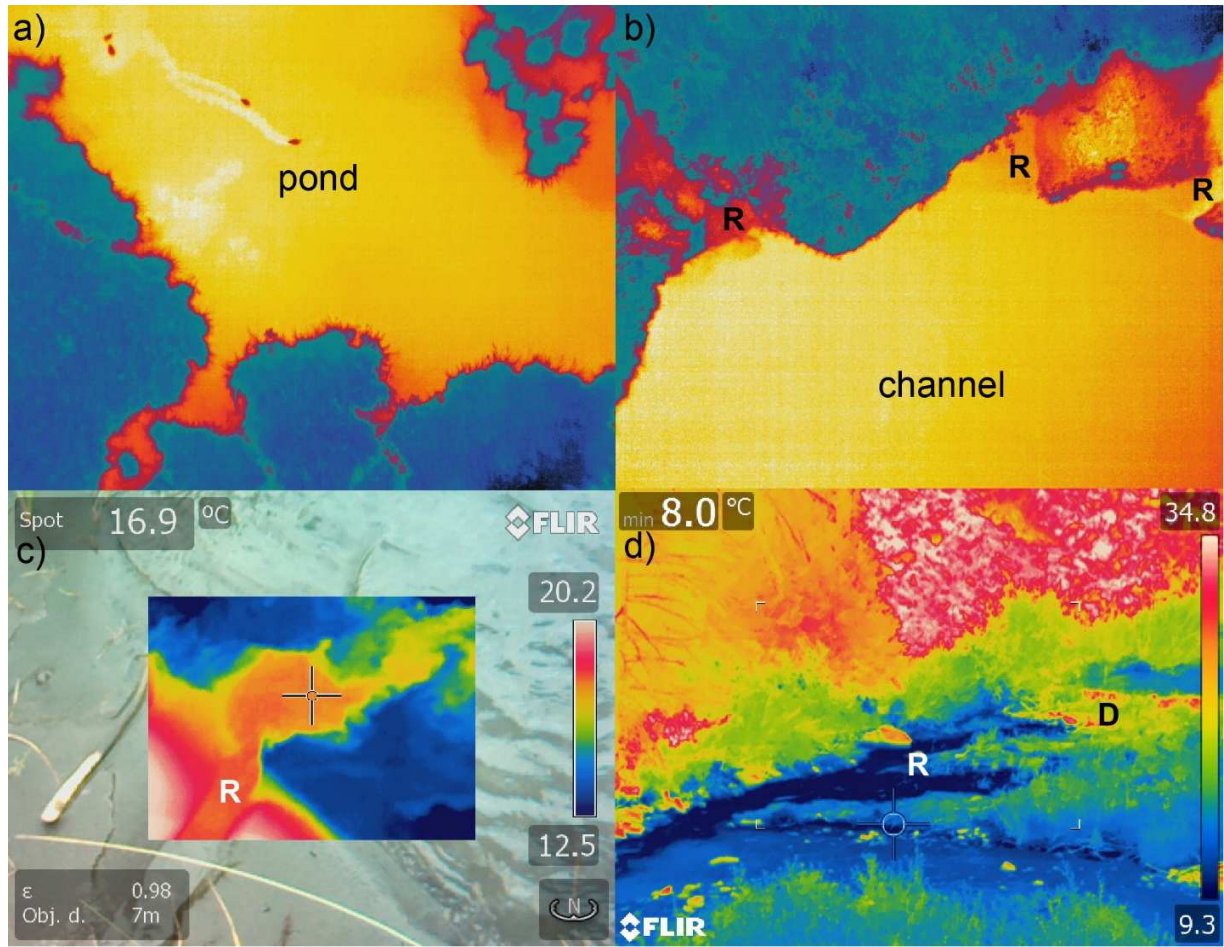 a)
pond
b)
R
R
R
channel
Spot 16.9 °C
FLIR
c)
20.2
R
12.5
ε 0.98
Obj. d. 7m
N
min 8.0 °C
34.8
d)
D
R
FLIR
9.3